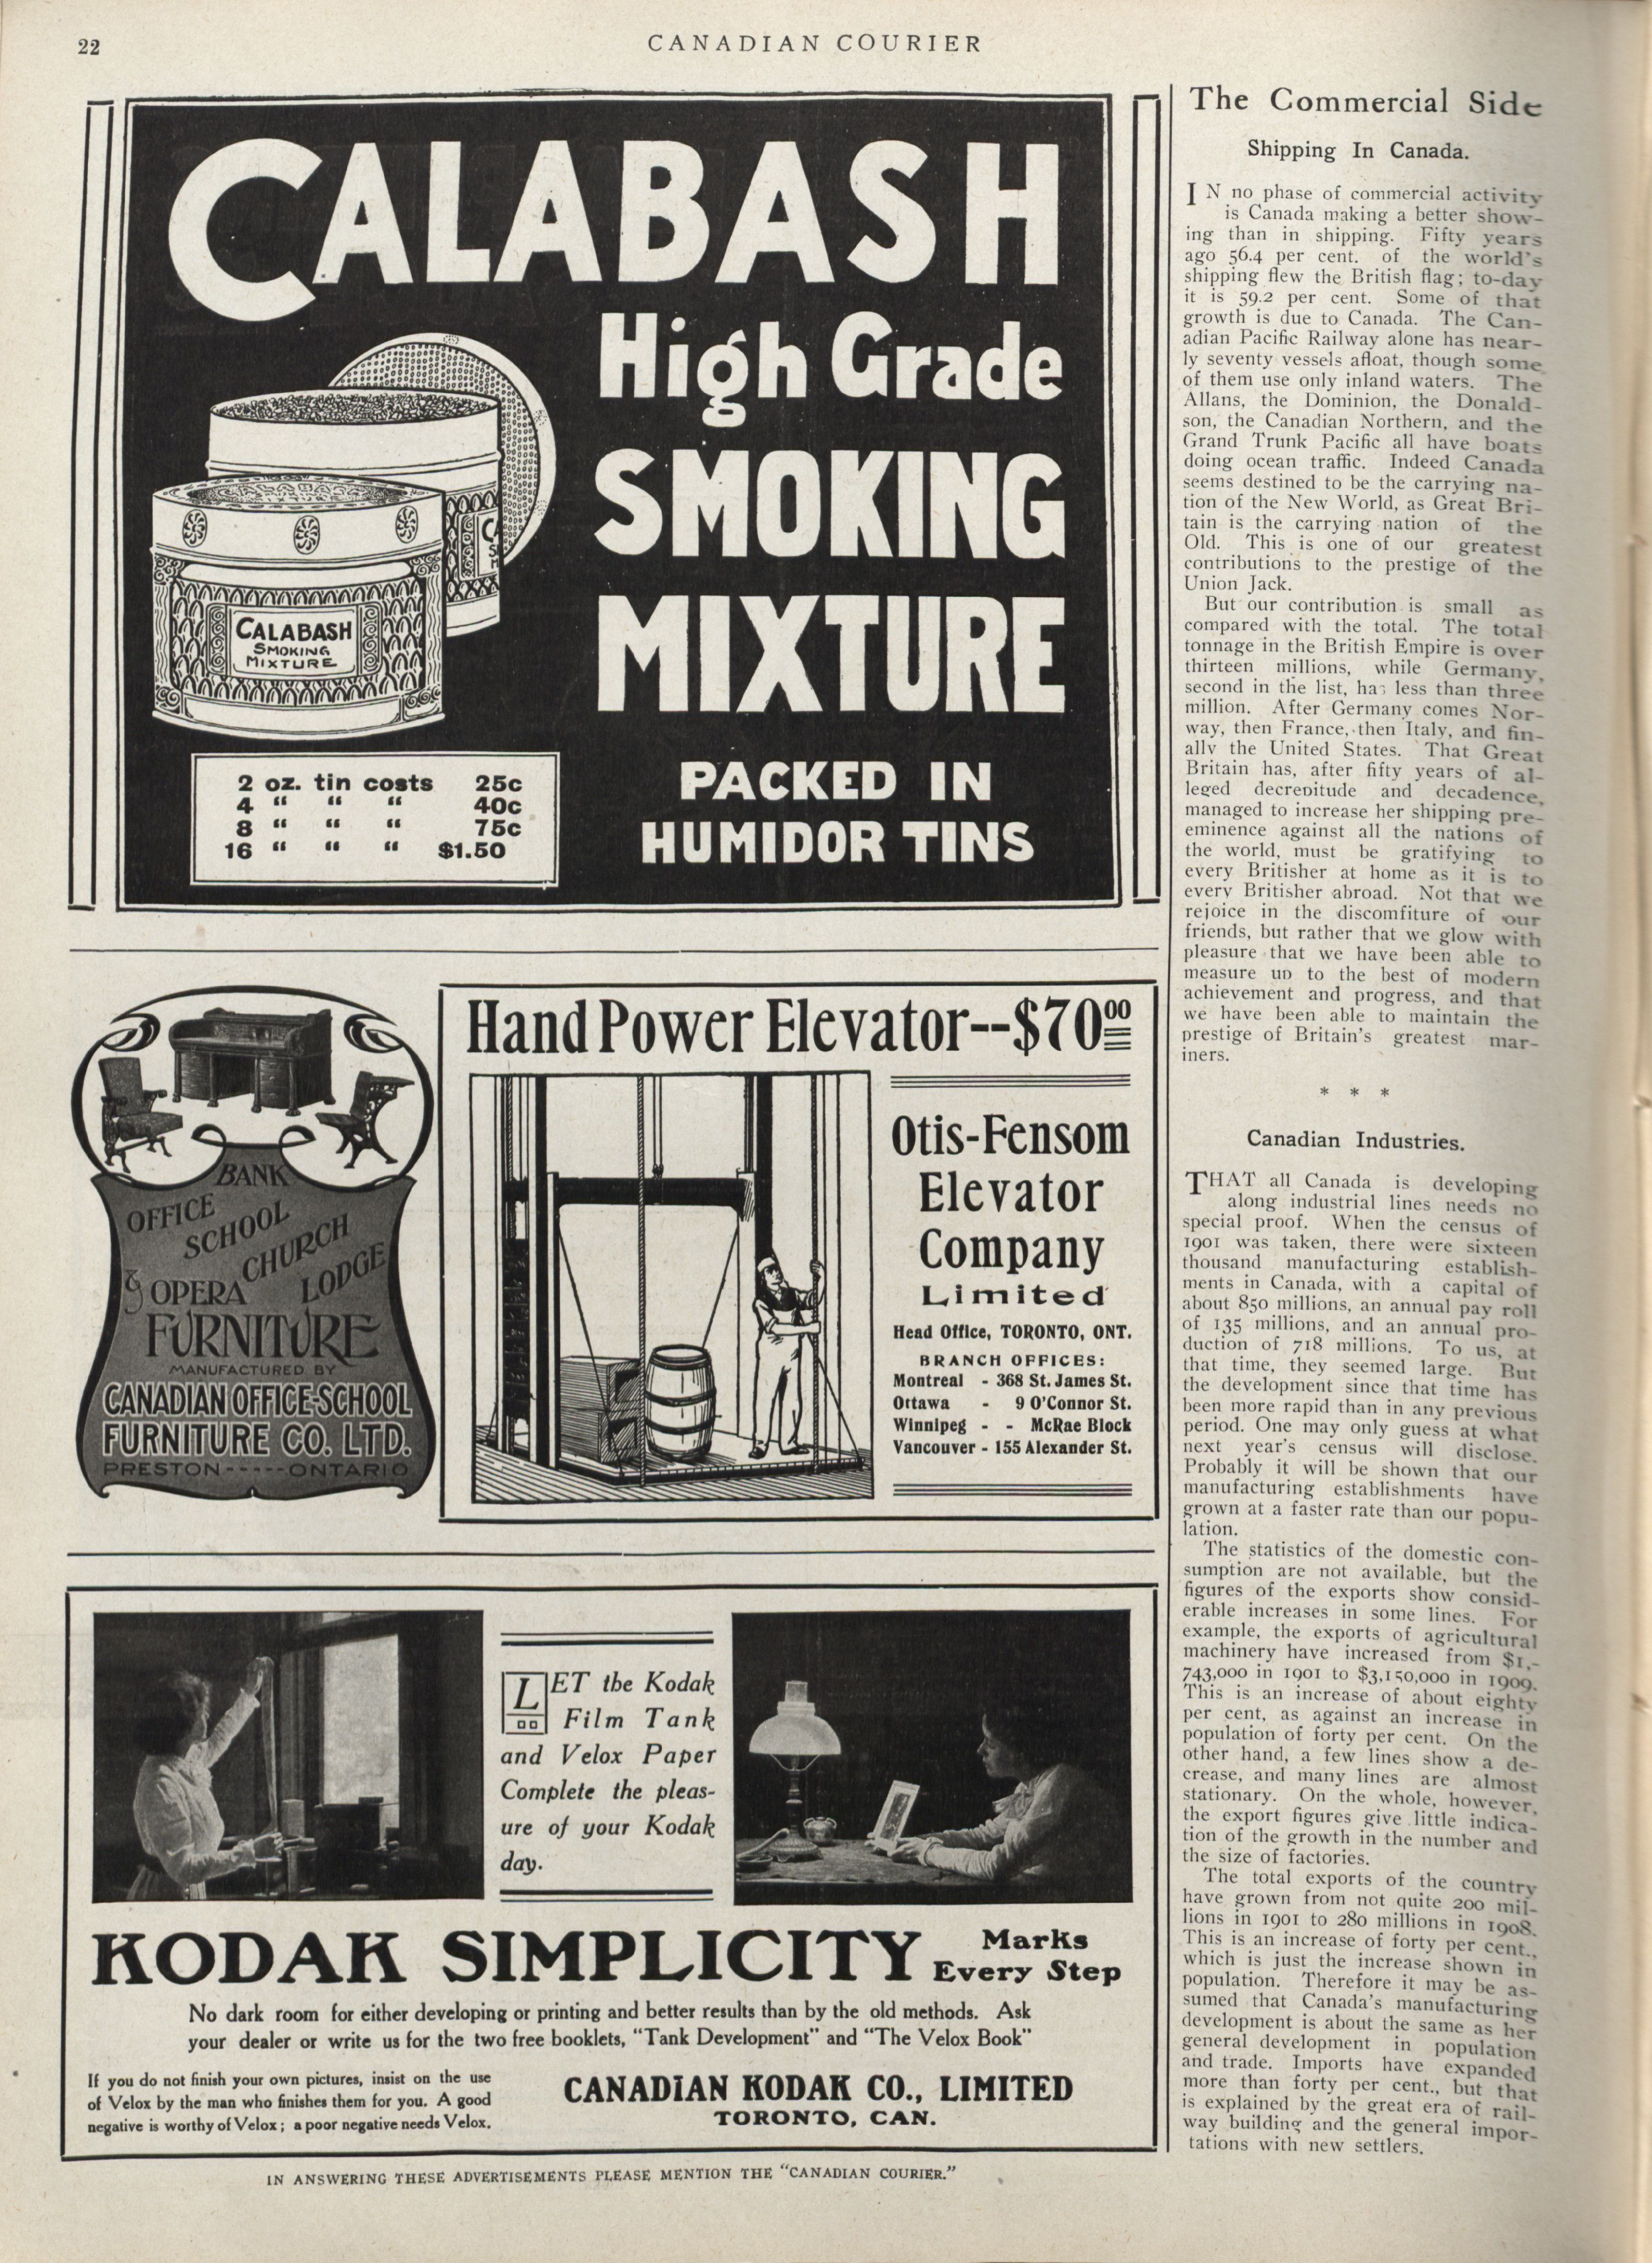 22
CANADIAN COURIER
CALABASH
High Grade
SMOKING
MIXTURE
CALABASH
SMOKING
MIXTURE
2 oz. tin costs 25c
4 “ “ “ 40c
8 “ “ “ 75c
16 “ “ “ $1.50
PACKED IN
HUMIDOR TINS
BANK
OFFICE
SCHOOL
CHURCH
& OPERA LODGE
FURNITURE
MANUFACTURED BY
CANADIAN OFFICE-SCHOOL
FURNITURE CO. LTD.
PRESTON-----ONTARIO
Hand Power Elevator--$70.00
Otis-Fensom
Elevator
Company
Limited
Head Office, TORONTO, ONT.
BRANCH OFFICES:
Montreal - 368 St. James St.
Ottawa - 9 O'Connor St.
Winnipeg - - McRae Block
Vancouver - 155 Alexander St.
LET the Kodak
Film Tank
and Velox Paper
Complete the pleas-
ure of your Kodak
day.
KODAK SIMPLICITY Marks
Every Step
No dark room for either developing or printing and better results than by the old methods. Ask
your dealer or write us for the two free booklets, “Tank Development” and “The Velox Book”
If you do not finish your own pictures, insist on the use
of Velox by the man who finishes them for you. A good
negative is worthy of Velox; a poor negative needs Velox.
CANADIAN KODAK CO., LIMITED
TORONTO, CAN.
IN ANSWERING THESE ADVERTISEMENTS PLEASE MENTION THE “CANADIAN COURIER.”
The Commercial Side
Shipping In Canada.
IN no phase of commercial activity
is Canada making a better show-
ing than in shipping. Fifty years
ago 56.4 per cent. of the world's
shipping flew the British flag; to-day
it is 59.2 per cent. Some of that
growth is due to Canada. The Can-
adian Pacific Railway alone has near-
ly seventy vessels afloat, though some
of them use only inland waters. The
Allans, the Dominion, the Donald-
son, the Canadian Northern, and the
Grand Trunk Pacific all have boats
doing ocean traffic. Indeed Canada
seems destined to be the carrying na-
tion of the New World, as Great Bri-
tain is the carrying nation of the
Old. This is one of our greatest
contributions to the prestige of the
Union Jack.
But our contribution is small as
compared with the total. The total
tonnage in the British Empire is over
thirteen millions, while Germany,
second in the list, has less than three
million. After Germany comes Nor-
way, then France, then Italy, and fin-
ally the United States. That Great
Britain has, after fifty years of al-
leged decrepitude and decadence,
managed to increase her shipping pre-
eminence against all the nations of
the world, must be gratifying to
every Britisher at home as it is to
every Britisher abroad. Not that we
rejoice in the discomfiture of our
friends, but rather that we glow with
pleasure that we have been able to
measure up to the best of modern
achievement and progress, and that
we have been able to maintain the
prestige of Britain's greatest mar-
iners.
* * *
Canadian Industries.
THAT all Canada is developing
along industrial lines needs no
special proof. When the census of
1901 was taken, there were sixteen
thousand manufacturing establish-
ments in Canada, with a capital of
about 850 millions, an annual pay roll
of 135 millions, and an annual pro-
duction of 718 millions. To us, at
that time, they seemed large. But
the development since that time has
been more rapid than in any previous
period. One may only guess at what
next year's census will disclose.
Probably it will be shown that our
manufacturing establishments have
grown at a faster rate than our popu-
lation.
The statistics of the domestic con-
sumption are not available, but the
figures of the exports show consid-
erable increases in some lines. For
example, the exports of agricultural
machinery have increased from $1,-
743,000 in 1901 to $3,150,000 in 1909.
This is an increase of about eighty
per cent, as against an increase in
population of forty per cent. On the
other hand, a few lines show a de-
crease, and many lines are almost
stationary. On the whole, however,
the export figures give little indica-
tion of the growth in the number and
the size of factories.
The total exports of the country
have grown from not quite 200 mil-
lions in 1901 to 280 millions in 1908.
This is an increase of forty per cent.,
which is just the increase shown in
population. Therefore it may be as-
sumed that Canada's manufacturing
development is about the same as her
general development in population
and trade. Imports have expanded
more than forty per cent., but that
is explained by the great era of rail-
way building and the general impor-
tations with new settlers.